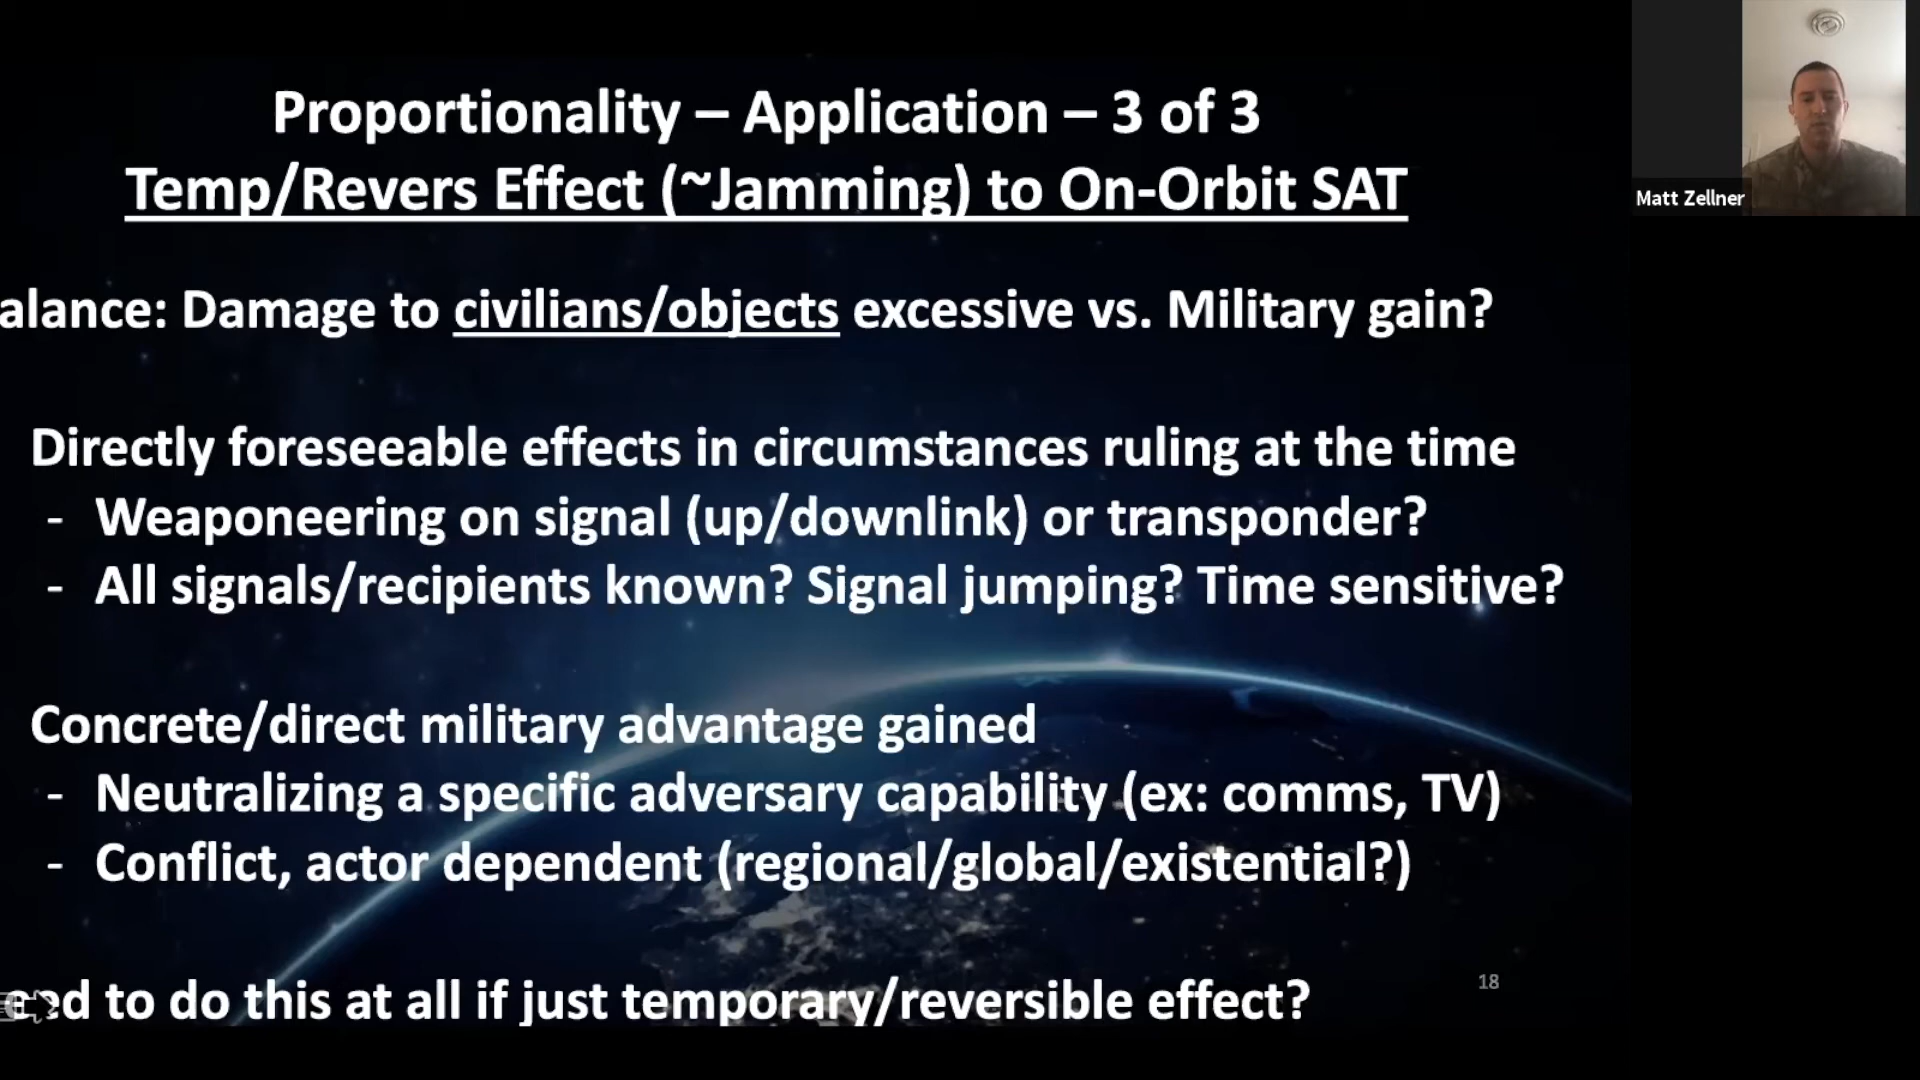 Proportionality – Application – 3 of 3
Temp/Revers Effect (~Jamming) to On-Orbit SAT
Matt Zellner
alance: Damage to civilians/objects excessive vs. Military gain?
Directly foreseeable effects in circumstances ruling at the time
- Weaponeering on signal (up/downlink) or transponder?
- All signals/recipients known? Signal jumping? Time sensitive?
Concrete/direct military advantage gained
- Neutralizing a specific adversary capability (ex: comms, TV)
- Conflict, actor dependent (regional/global/existential?)
18
eed to do this at all if just temporary/reversible effect?